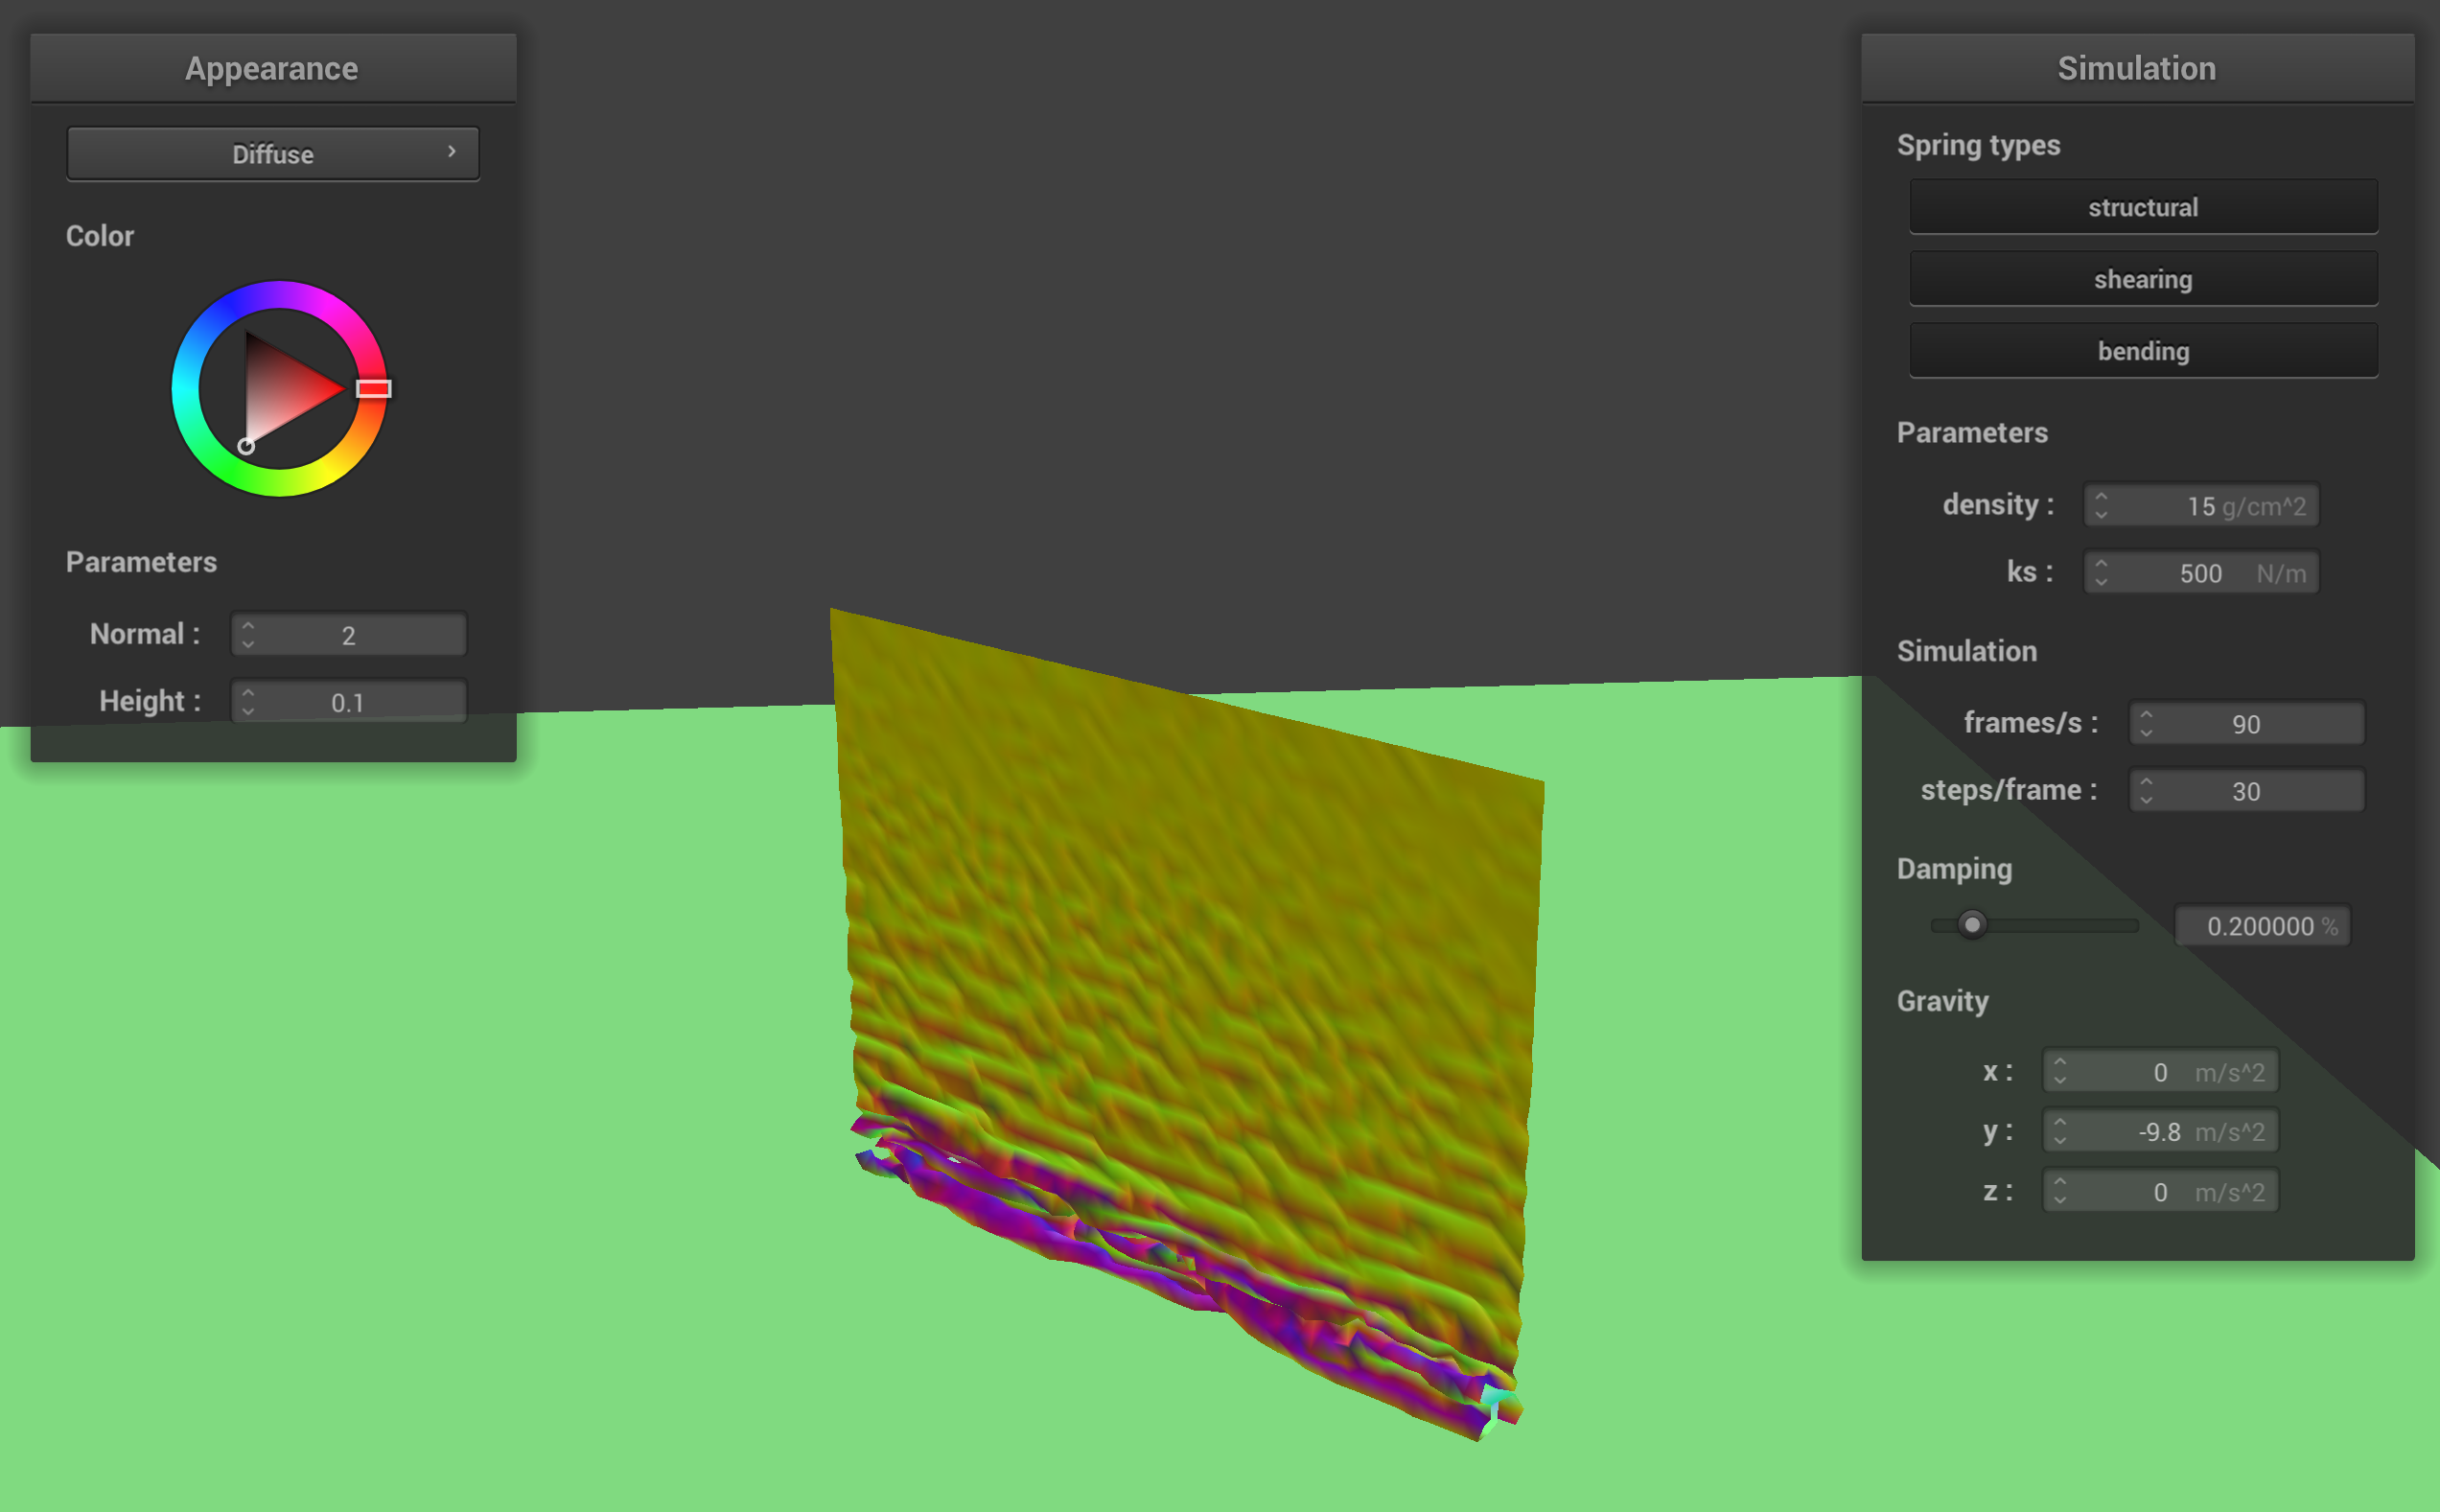 Appearance
Diffuse
Color
Parameters
Normal : 2
Height : 0.1
Simulation
Spring types
structural
shearing
bending
Parameters
density : 15 g/cm^2
ks : 500 N/m
Simulation
frames/s : 90
steps/frame : 30
Damping
0.200000 %
Gravity
x : 0 m/s^2
y : -9.8 m/s^2
z : 0 m/s^2